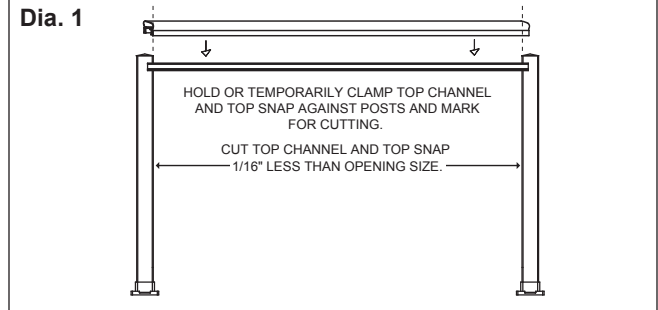 Dia. 1
HOLD OR TEMPORARILY CLAMP TOP CHANNEL
AND TOP SNAP AGAINST POSTS AND MARK
FOR CUTTING.
CUT TOP CHANNEL AND TOP SNAP
1/16" LESS THAN OPENING SIZE.